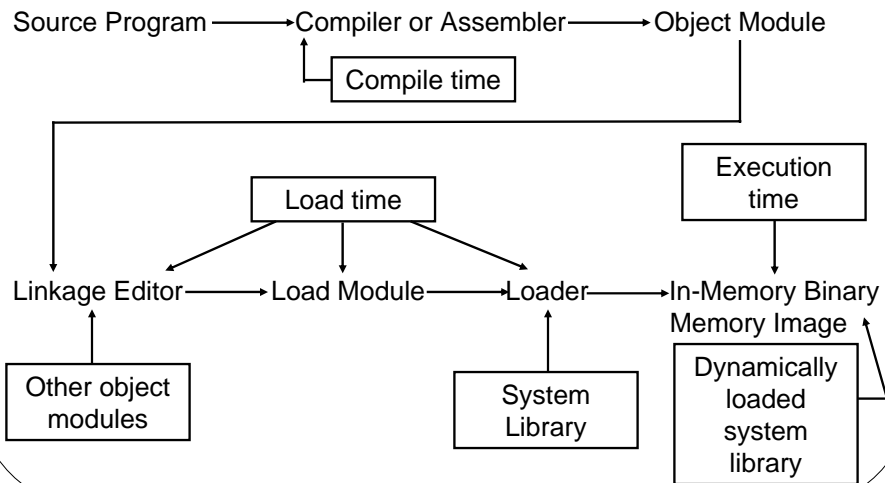 Source Program
Compiler or Assembler
Object Module
Compile time
Execution
time
Load time
Linkage Editor
Load Module
Loader
In-Memory Binary
Memory Image
Other object
modules
System
Library
Dynamically
loaded
system
library